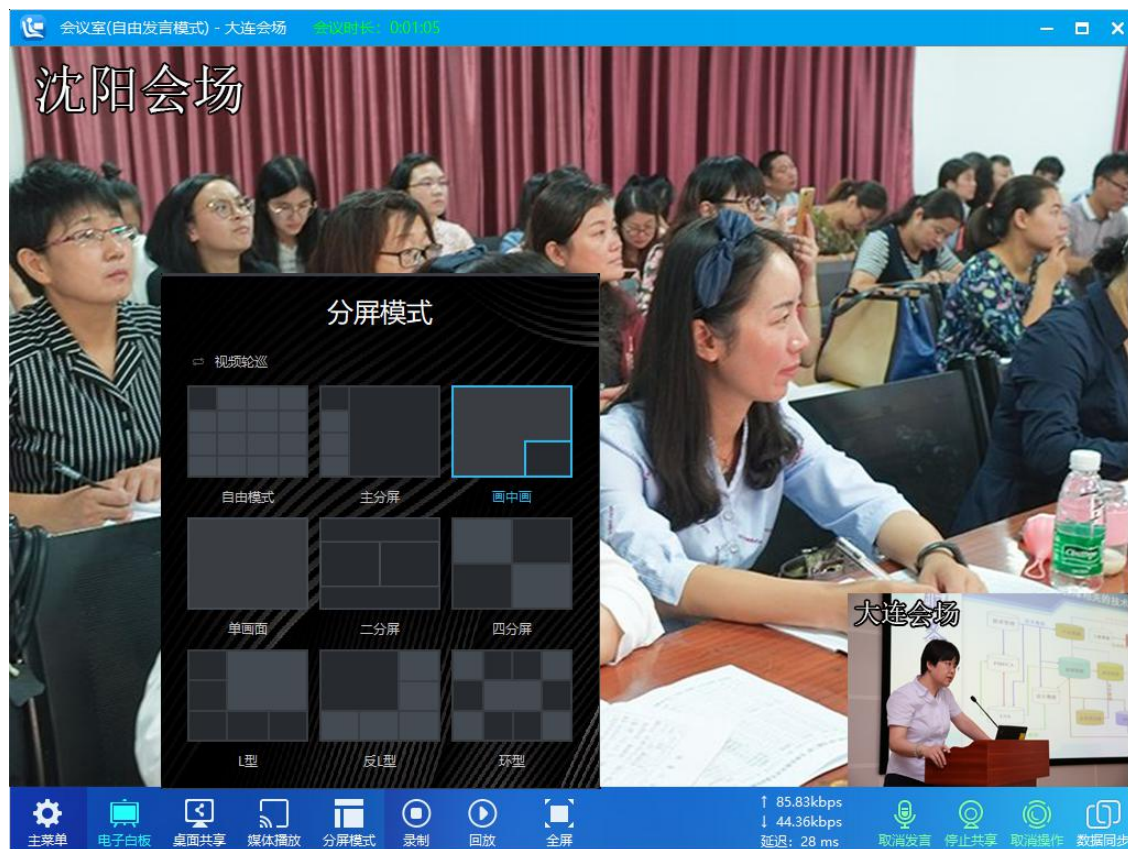 会议室(自由发言模式) - 大连会场 会议时长：0:01:05
沈阳会场
分屏模式
视频轮巡
自由模式 主分屏 画中画
单画面 二分屏 四分屏
L型 反L型 环型
大连会场
↑ 85.83kbps
↓ 44.36kbps
延迟：28 ms
主菜单 电子白板 桌面共享 媒体播放 分屏模式 录制 回放 全屏 取消发言 停止共享 取消操作 数据同步